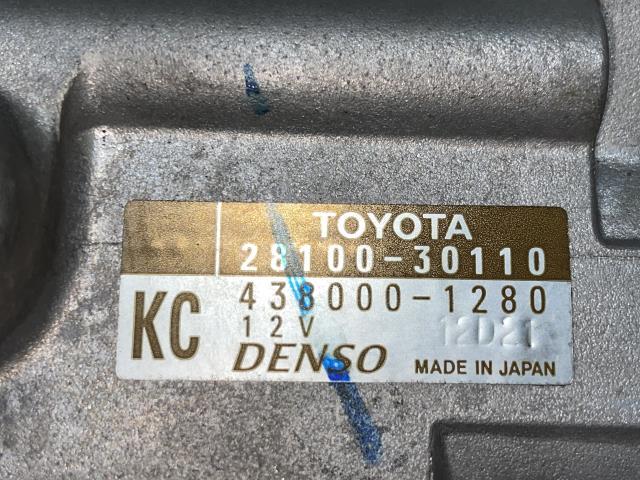 TOYOTA
28100-30110
KC
438000-1280
12V
12D21
DENSO
MADE IN JAPAN